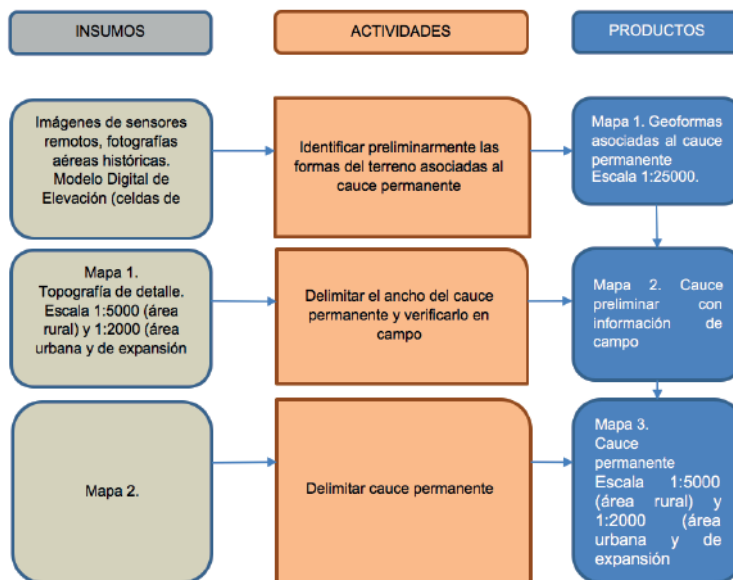 INSUMOS
ACTIVIDADES
PRODUCTOS
Imágenes de sensores
remotos, fotografías
aéreas históricas.
Modelo Digital de
Elevación (celdas de
Identificar preliminarmente las
formas del terreno asociadas al
cauce permanente
Mapa 1. Geoformas
asociadas al cauce
permanente
Escala 1:25000.
Mapa 1.
Topografía de detalle.
Escala 1:5000 (área
rural) y 1:2000 (área
urbana y de expansión
Delimitar el ancho del cauce
permanente y verificarlo en
campo
Mapa 2. Cauce
preliminar con
información de
campo
Mapa 2.
Delimitar cauce permanente
Mapa 3.
Cauce
permanente
Escala 1:5000
(área rural) y
1:2000 (área
urbana y de
expansión